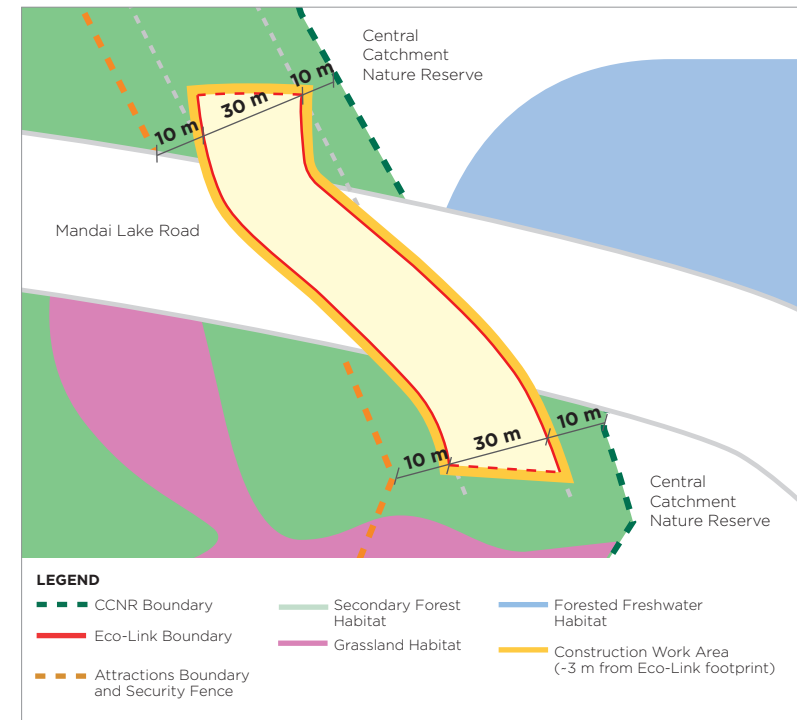 Central
Catchment
Nature Reserve
10 m
30 m
10 m
Mandai Lake Road
10 m
30 m
10 m
Central
Catchment
Nature Reserve
LEGEND
CCNR Boundary
Eco-Link Boundary
Attractions Boundary
and Security Fence
Secondary Forest
Habitat
Grassland Habitat
Forested Freshwater
Habitat
Construction Work Area
(~3 m from Eco-Link footprint)